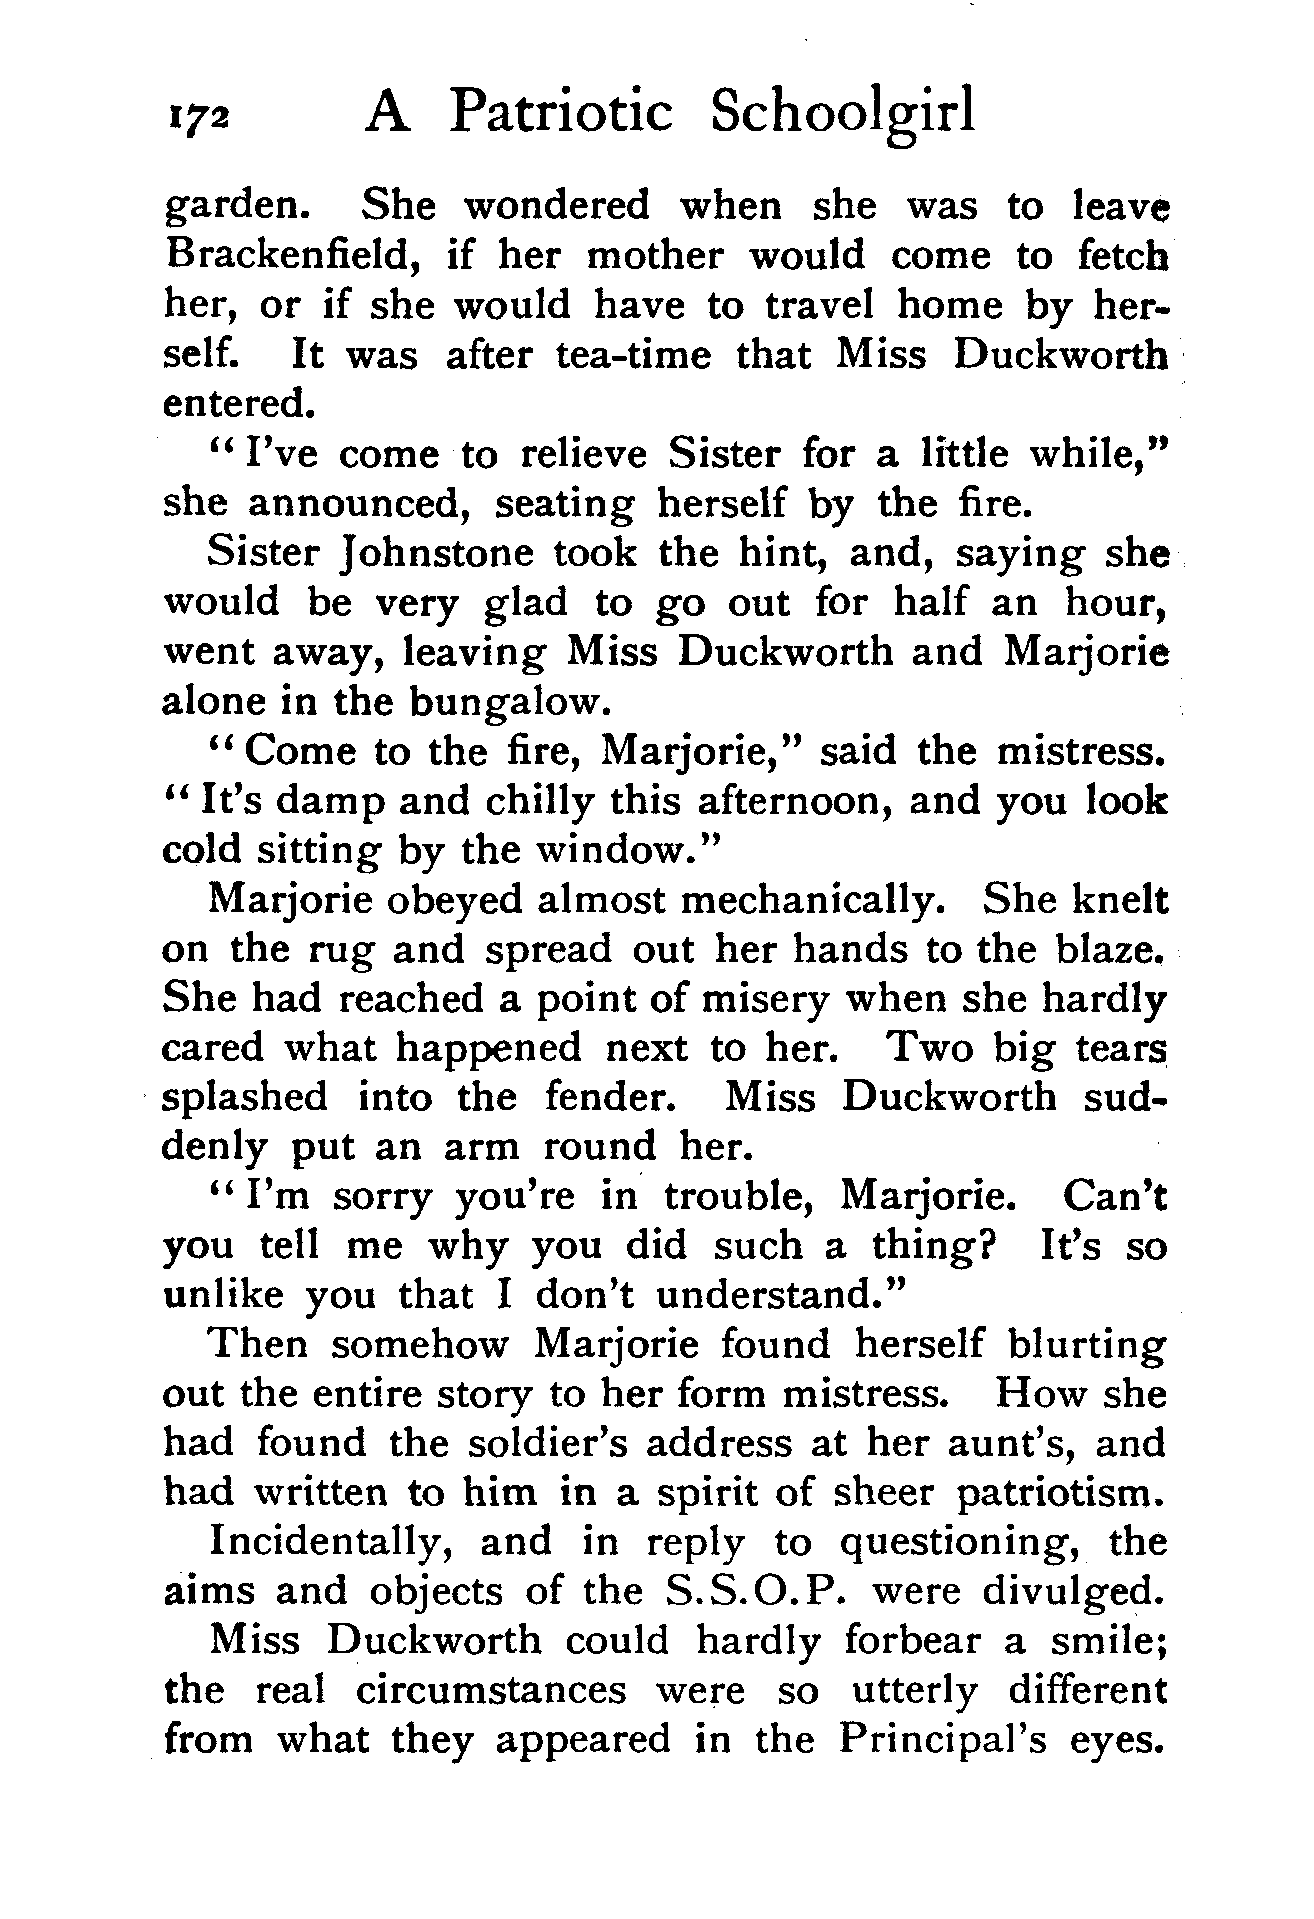 172 A Patriotic Schoolgirl
garden. She wondered when she was to leave
Brackenfield, if her mother would come to fetch
her, or if she would have to travel home by her-
self. It was after tea-time that Miss Duckworth
entered.
“I’ve come to relieve Sister for a little while,”
she announced, seating herself by the fire.
Sister Johnstone took the hint, and, saying she
would be very glad to go out for half an hour,
went away, leaving Miss Duckworth and Marjorie
alone in the bungalow.
“Come to the fire, Marjorie,” said the mistress.
“It’s damp and chilly this afternoon, and you look
cold sitting by the window.”
Marjorie obeyed almost mechanically. She knelt
on the rug and spread out her hands to the blaze.
She had reached a point of misery when she hardly
cared what happened next to her. Two big tears
splashed into the fender. Miss Duckworth sud-
denly put an arm round her.
“I’m sorry you’re in trouble, Marjorie. Can’t
you tell me why you did such a thing? It’s so
unlike you that I don’t understand.”
Then somehow Marjorie found herself blurting
out the entire story to her form mistress. How she
had found the soldier’s address at her aunt’s, and
had written to him in a spirit of sheer patriotism.
Incidentally, and in reply to questioning, the
aims and objects of the S.S.O.P. were divulged.
Miss Duckworth could hardly forbear a smile;
the real circumstances were so utterly different
from what they appeared in the Principal’s eyes.